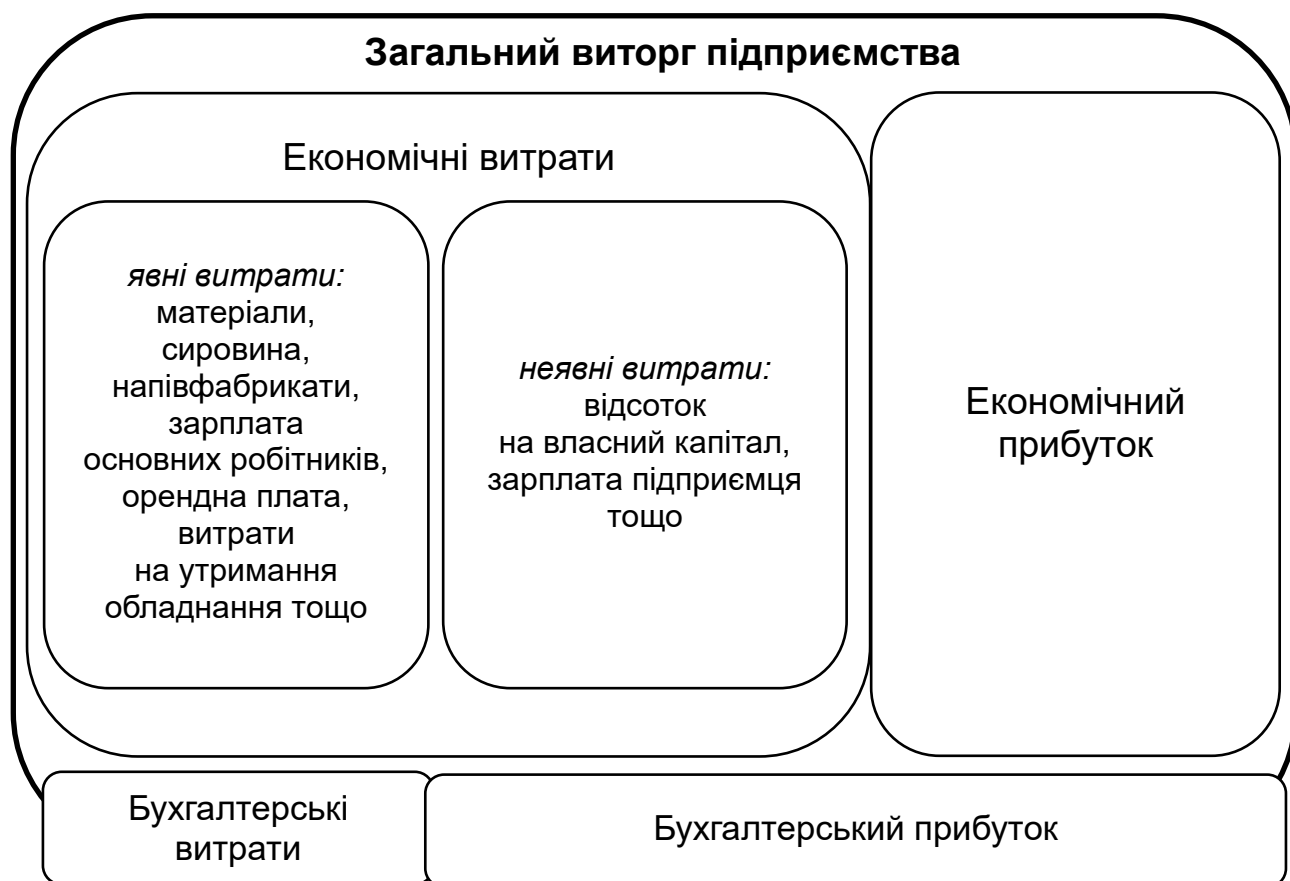 Загальний виторг підприємства
Економічні витрати
явні витрати:
матеріали,
сировина,
напівфабрикати,
зарплата
основних робітників,
орендна плата,
витрати
на утримання
обладнання тощо
неявні витрати:
відсоток
на власний капітал,
зарплата підприємця
тощо
Економічний
прибуток
Бухгалтерські
витрати
Бухгалтерський прибуток